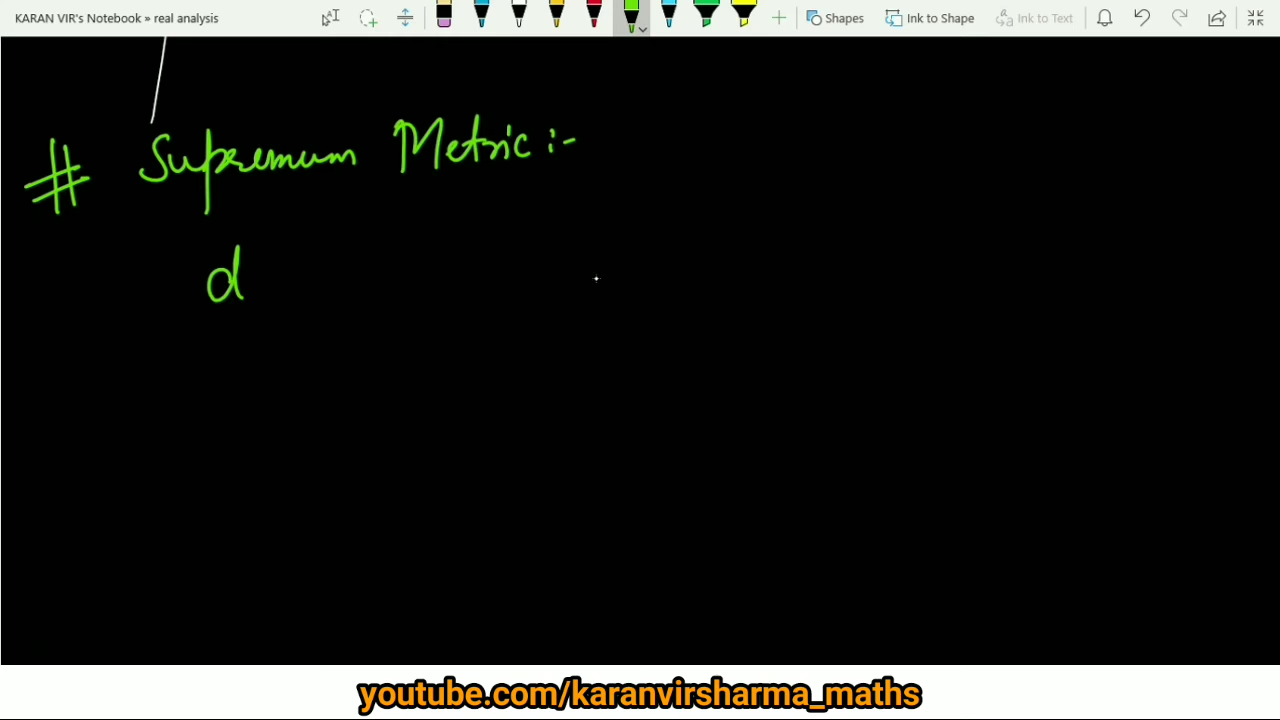 KARAN VIR's Notebook » real analysis
Shapes
Ink to Shape
Ink to Text
# Supremum Metric :-
d
youtube.com/karanvirsharma_maths